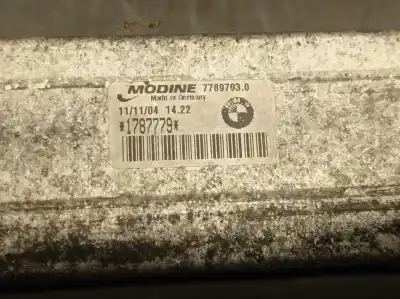 MODINE 7789793.0
Made in Germany
11/11/04 14.22
*1787779*